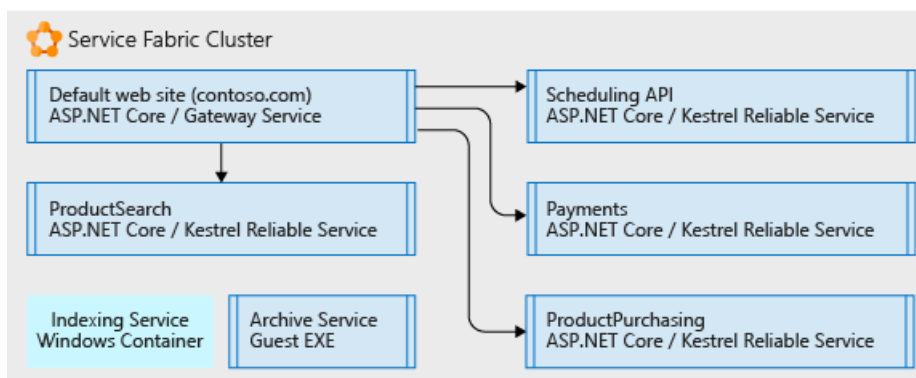 Service Fabric Cluster
Default web site (contoso.com)
ASP.NET Core / Gateway Service
Scheduling API
ASP.NET Core / Kestrel Reliable Service
ProductSearch
ASP.NET Core / Kestrel Reliable Service
Payments
ASP.NET Core / Kestrel Reliable Service
Indexing Service
Windows Container
Archive Service
Guest EXE
ProductPurchasing
ASP.NET Core / Kestrel Reliable Service